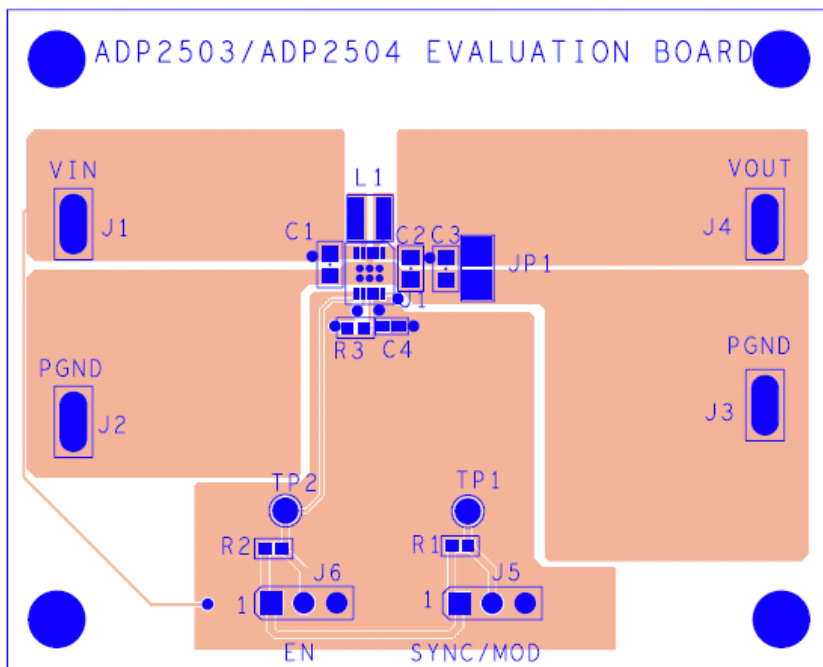 ADP2503/ADP2504 EVALUATION BOARD
VIN
VOUT
L1
J1
J4
C1
C2
C3
JP1
U1
R3
C4
PGND
PGND
J2
J3
TP2
TP1
R2
R1
J6
J5
1
1
EN
SYNC/MOD